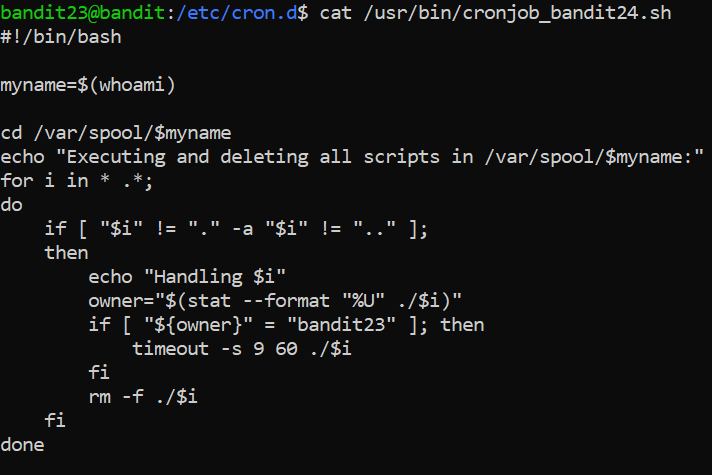 bandit23@bandit:/etc/cron.d$ cat /usr/bin/cronjob_bandit24.sh
#!/bin/bash

myname=$(whoami)

cd /var/spool/$myname
echo "Executing and deleting all scripts in /var/spool/$myname:"
for i in * .*;
do
    if [ "$i" != "." -a "$i" != ".." ];
    then
        echo "Handling $i"
        owner="$(stat --format "%U" ./$i)"
        if [ "${owner}" = "bandit23" ]; then
            timeout -s 9 60 ./$i
        fi
        rm -f ./$i
    fi
done